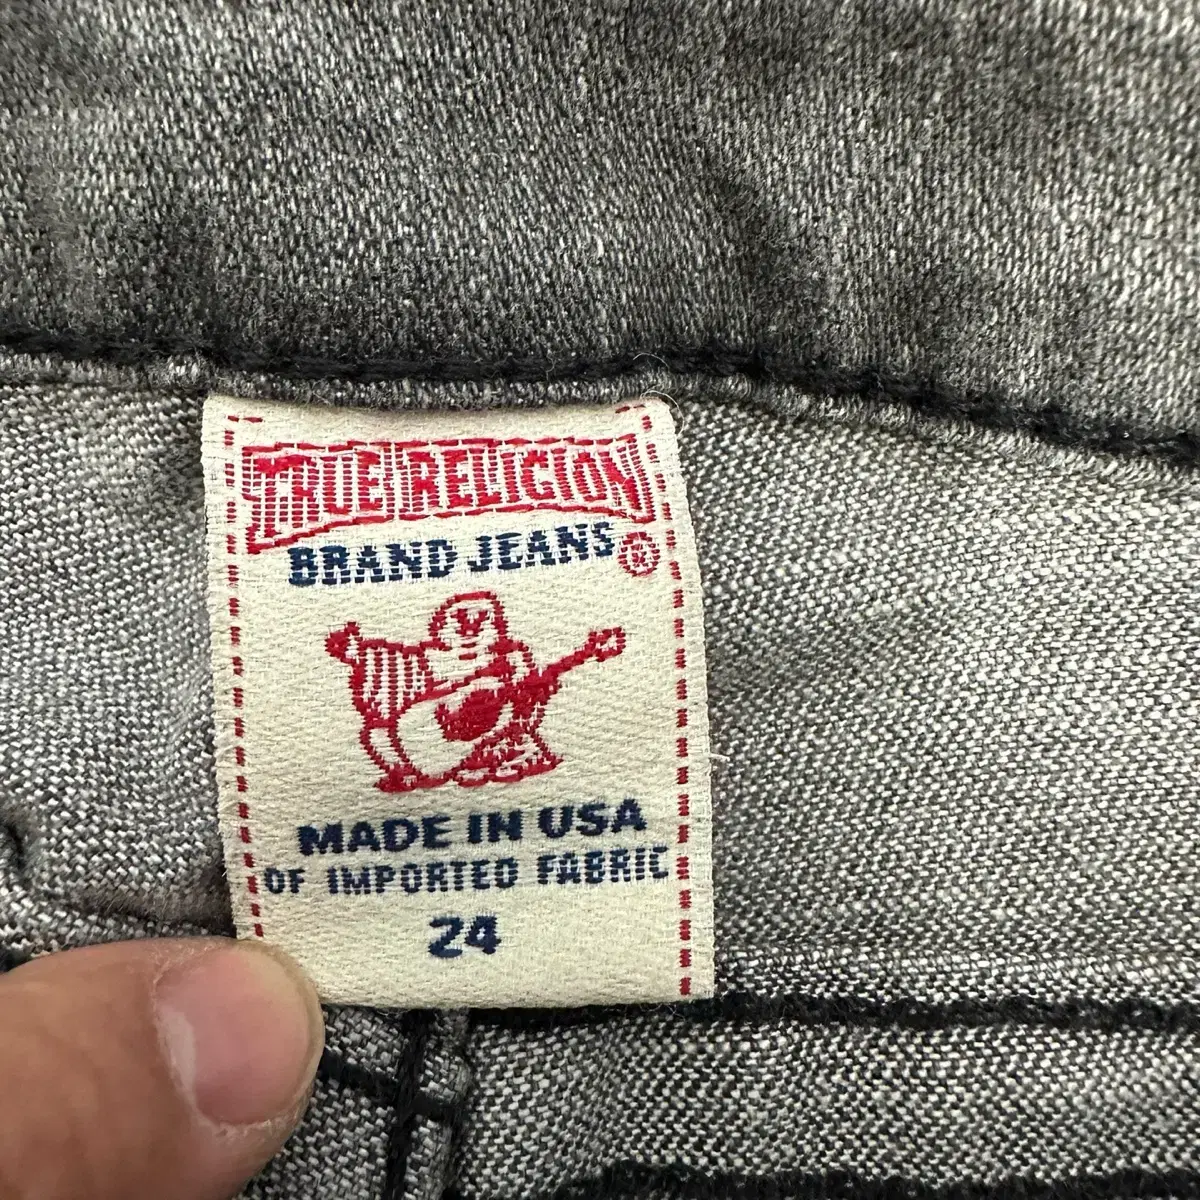 TRUE RELIGION
BRAND JEANS®
MADE IN USA
OF IMPORTED FABRIC
24